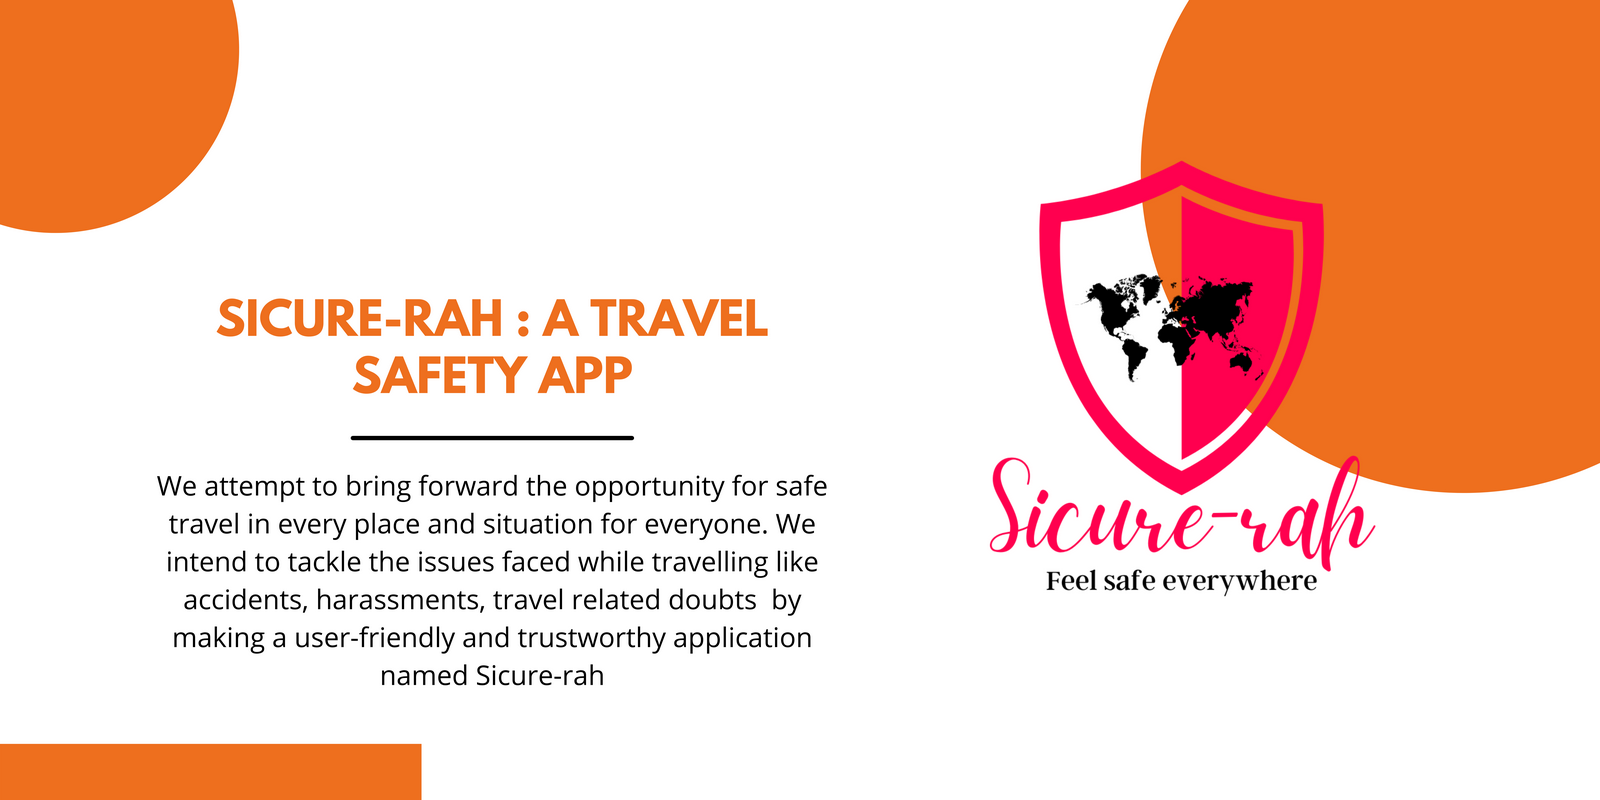 SICURE-RAH : A TRAVEL
SAFETY APP
We attempt to bring forward the opportunity for safe
travel in every place and situation for everyone. We
intend to tackle the issues faced while travelling like
accidents, harassments, travel related doubts  by
making a user-friendly and trustworthy application
named Sicure-rah
Sicure-rah
Feel safe everywhere